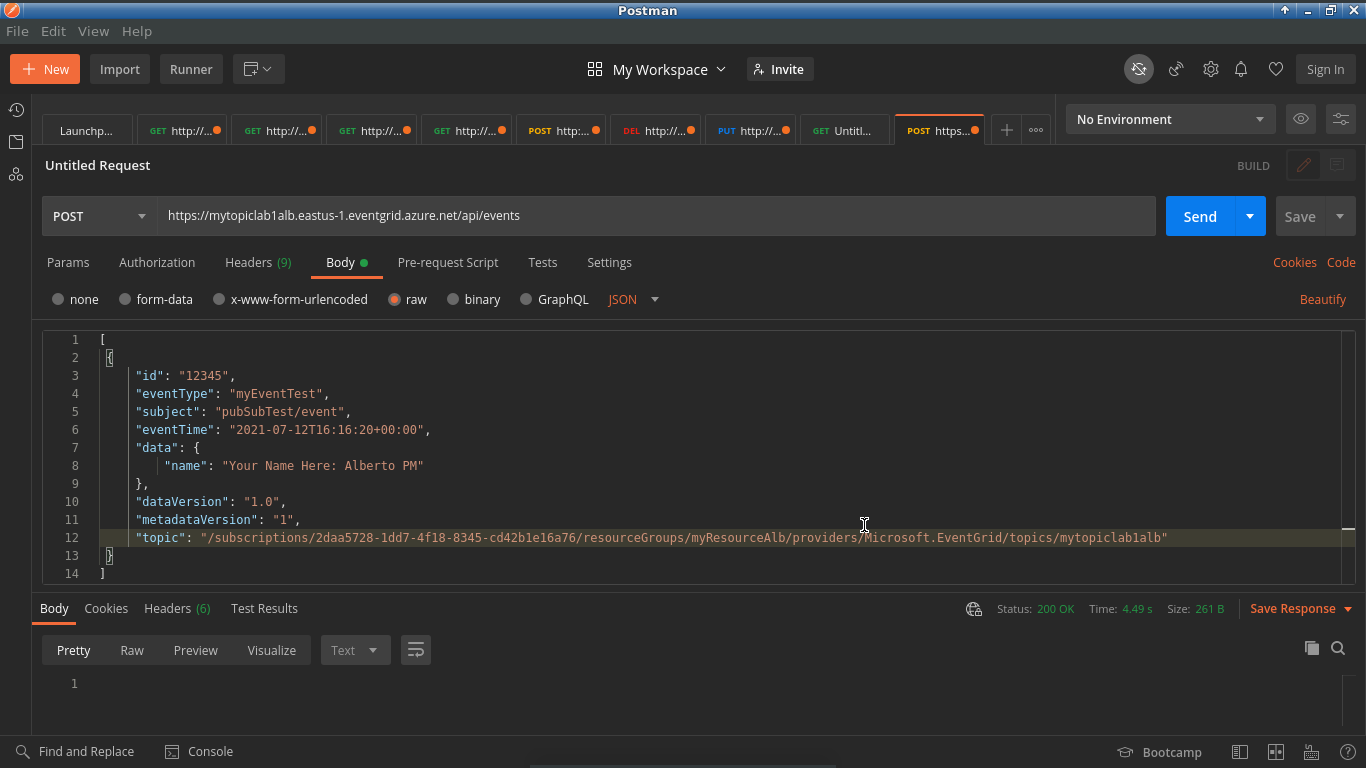 Postman
File Edit View Help
+ New Import Runner My Workspace Invite Sign In
Launchp... GET http://... GET http://... GET http://... GET http://... POST http:... DEL http://... PUT http://... GET Untitl... POST https... No Environment
Untitled Request BUILD
POST https://mytopiclab1alb.eastus-1.eventgrid.azure.net/api/events Send Save
Params Authorization Headers (9) Body Pre-request Script Tests Settings Cookies Code
none form-data x-www-form-urlencoded raw binary GraphQL JSON Beautify
1 [
2 {
3 "id": "12345",
4 "eventType": "myEventTest",
5 "subject": "pubSubTest/event",
6 "eventTime": "2021-07-12T16:16:20+00:00",
7 "data": {
8 "name": "Your Name Here: Alberto PM"
9 },
10 "dataVersion": "1.0",
11 "metadataVersion": "1",
12 "topic": "/subscriptions/2daa5728-1dd7-4f18-8345-cd42b1e16a76/resourceGroups/myResourceAlb/providers/Microsoft.EventGrid/topics/mytopiclab1alb"
13 }
14 ]
Body Cookies Headers (6) Test Results Status: 200 OK Time: 4.49 s Size: 261 B Save Response
Pretty Raw Preview Visualize Text
1
Find and Replace Console Bootcamp